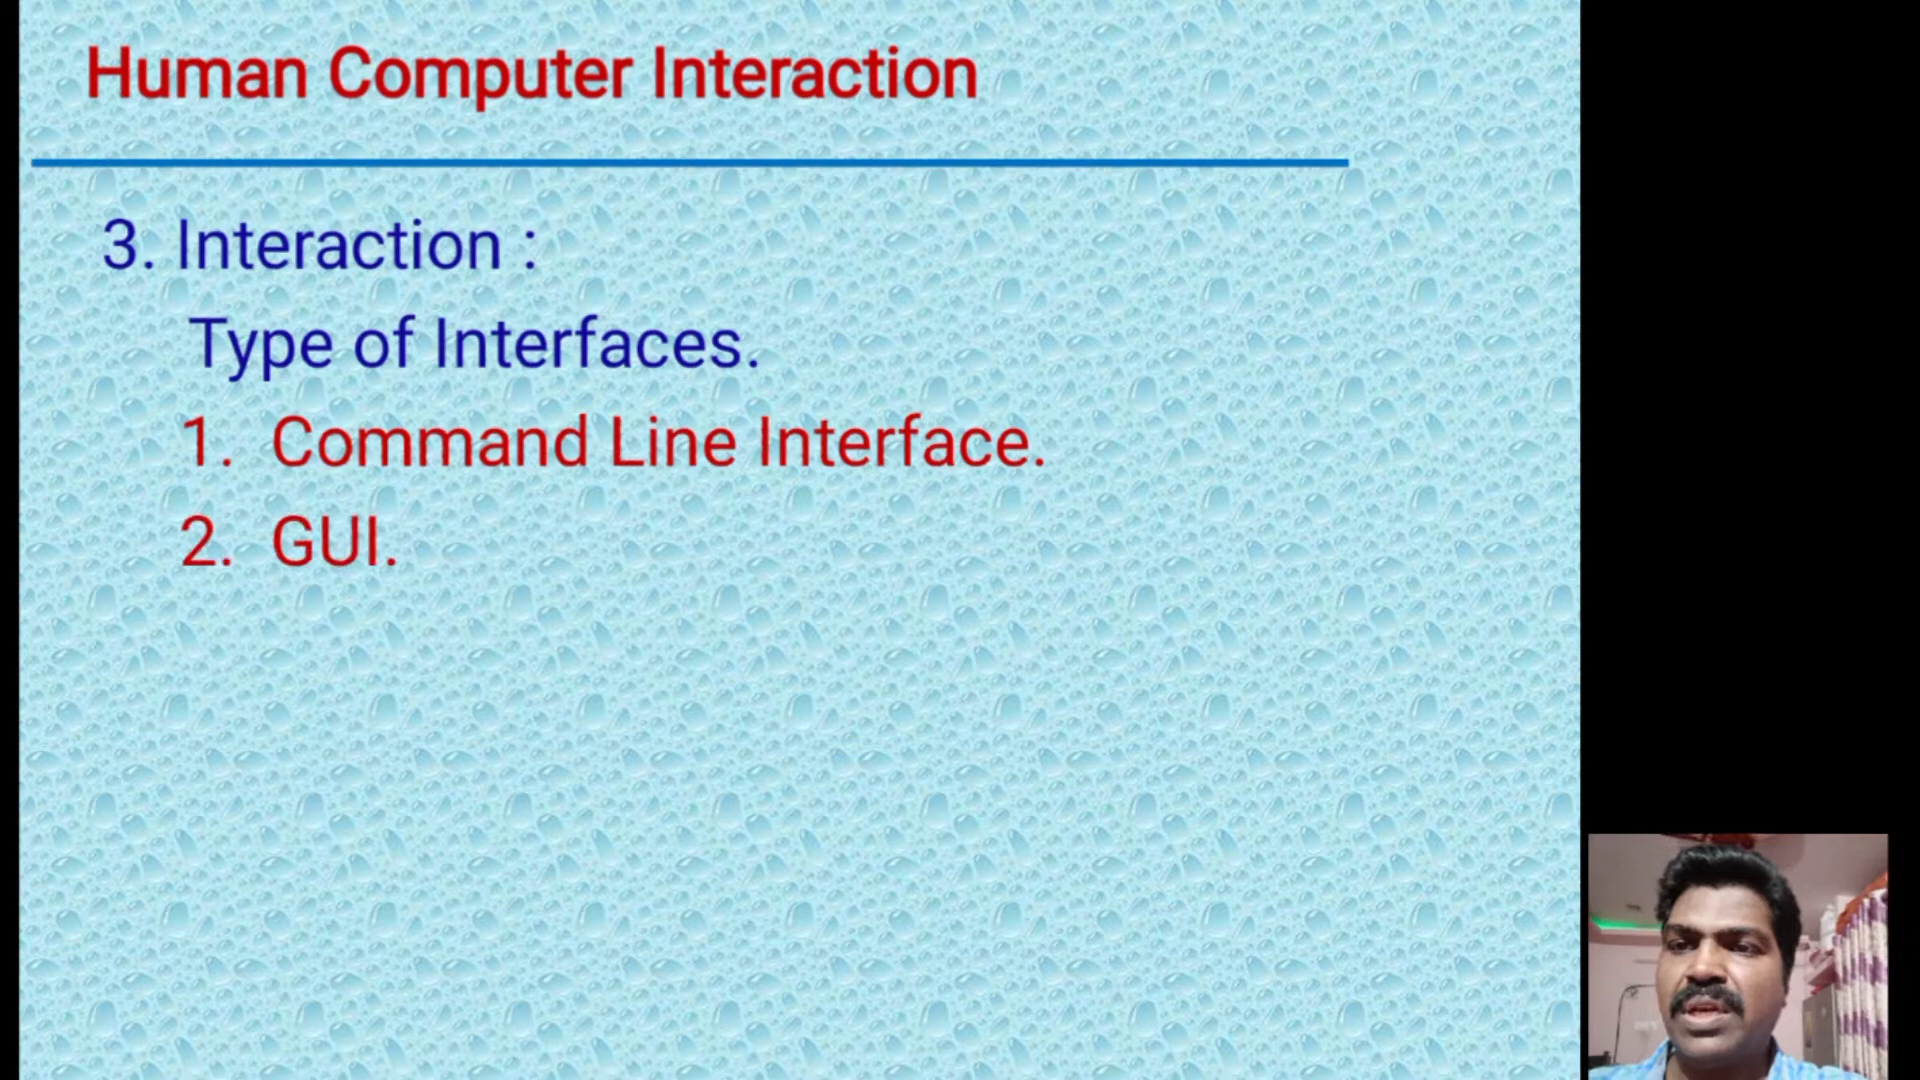 Human Computer Interaction
3. Interaction :
Type of Interfaces.
1. Command Line Interface.
2. GUI.